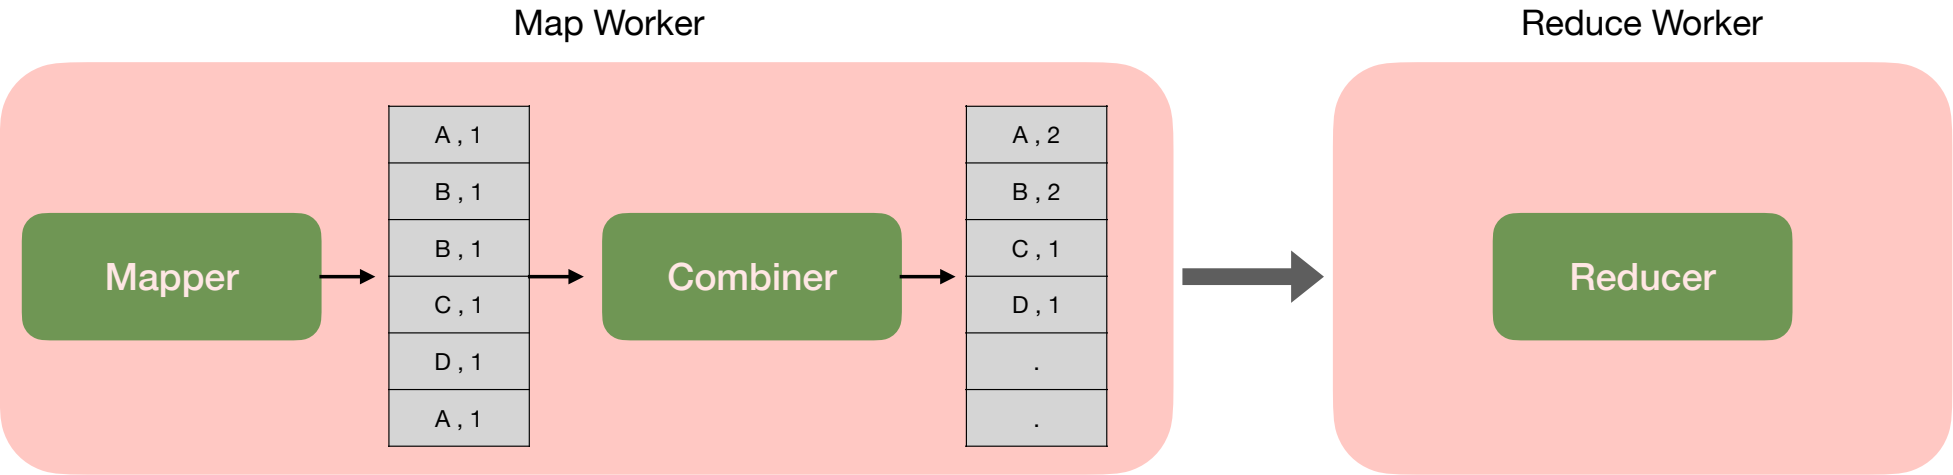 Map Worker
Reduce Worker
Mapper
A , 1
B , 1
B , 1
C , 1
D , 1
A , 1
Combiner
A , 2
B , 2
C , 1
D , 1
.
.
Reducer